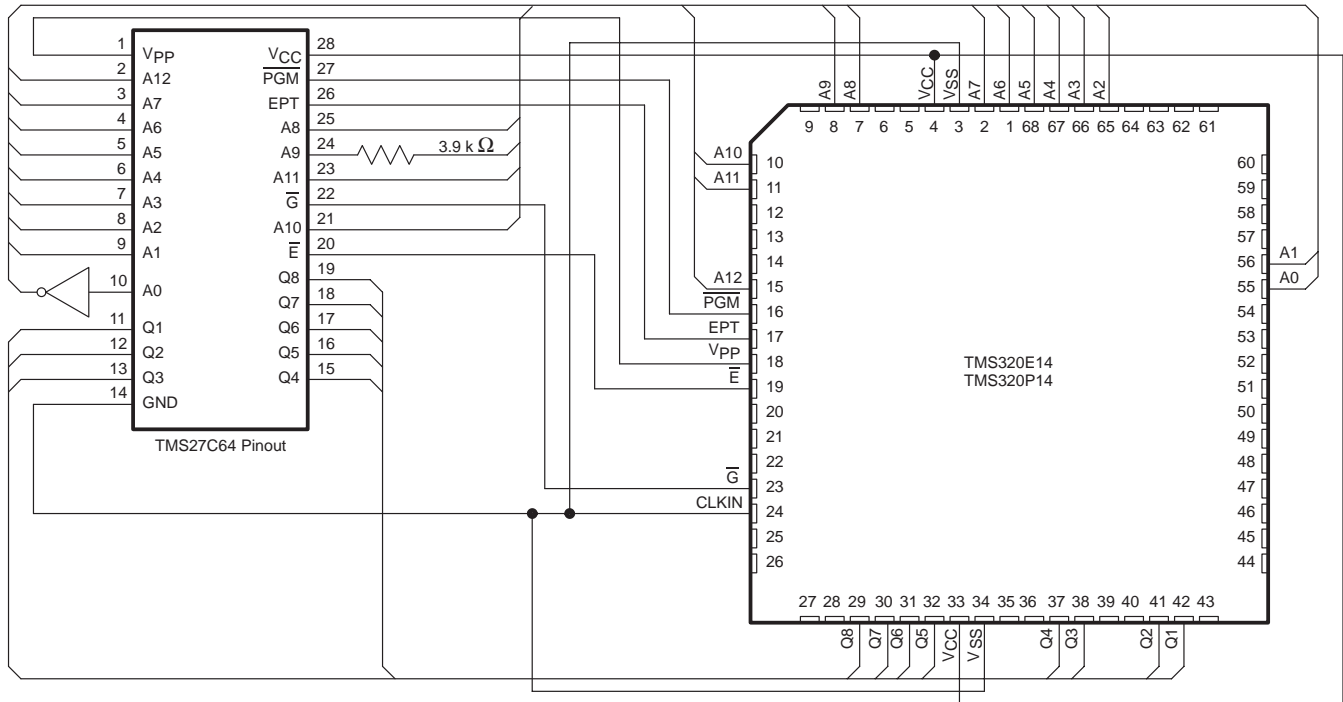 1 VPP VCC 28
2 A12 PGM 27
3 A7 EPT 26
4 A6 A8 25
5 A5 A9 24 3.9 k Ω
6 A4 A11 23
7 A3 G 22
8 A2 A10 21
9 A1 E 20
10 A0 Q8 19
Q7 18
11 Q1 Q6 17
12 Q2 Q5 16
13 Q3 Q4 15
14 GND
TMS27C64 Pinout
A9 A8 VCC VSS A7 A6 A5 A4 A3 A2
9 8 7 6 5 4 3 2 1 68 67 66 65 64 63 62 61
A10 10 60
A11 11 59
12 58
13 57
14 56 A1
A12 15 55 A0
PGM 16 54
EPT 17 53
VPP 18 52
E 19 51
20 50
21 49
22 48
G 23 47
CLKIN 24 46
25 45
26 44
TMS320E14
TMS320P14
27 28 29 30 31 32 33 34 35 36 37 38 39 40 41 42 43
Q8 Q7 Q6 Q5 VCC VSS Q4 Q3 Q2 Q1